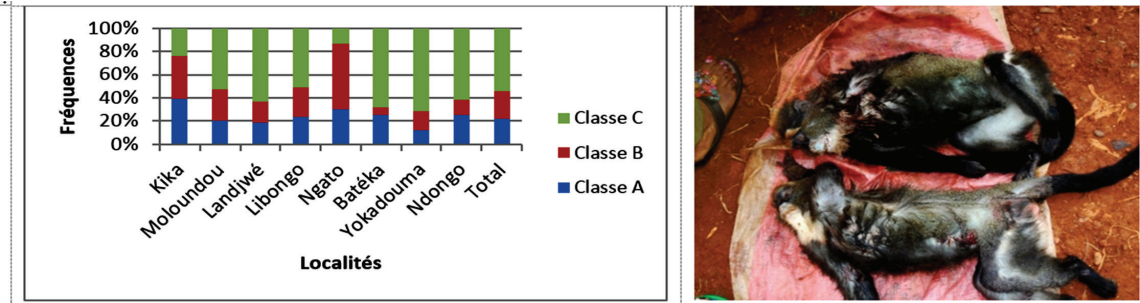 Fréquences
100%
80%
60%
40%
20%
0%
Kika
Moloundou
Landjwé
Libongo
Ngato
Batéka
Yokadouma
Ndongo
Total
Localités
Classe C
Classe B
Classe A